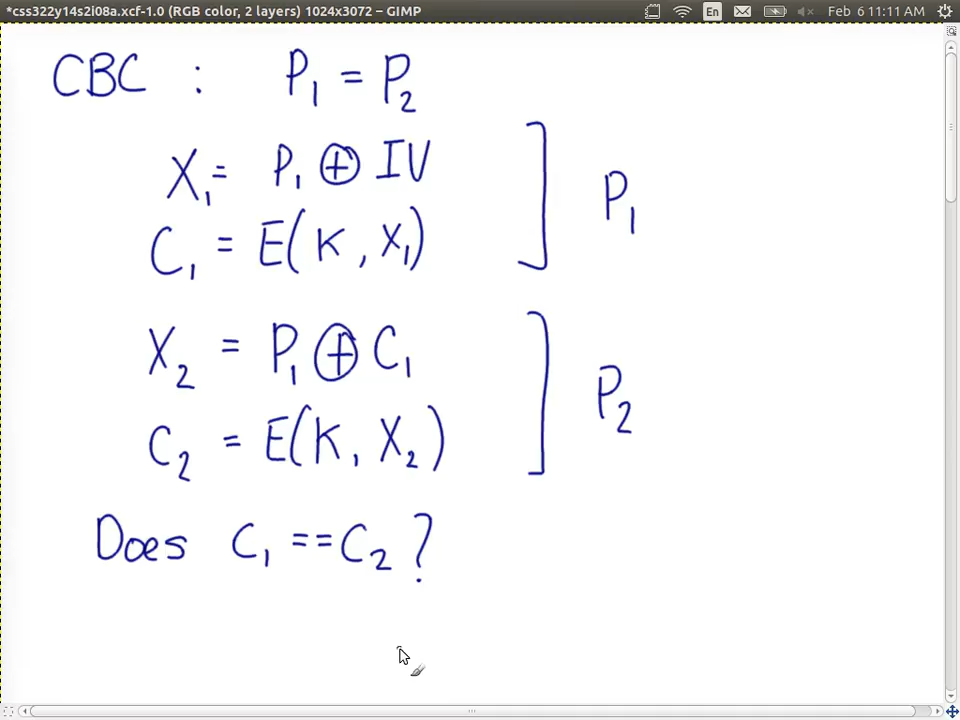 *css322y14s2i08a.xcf-1.0 (RGB color, 2 layers) 1024x3072 – GIMP
En
Feb 6 11:11 AM
CBC : P₁ = P₂
X₁ = P₁ ⊕ IV
C₁ = E(K, X₁)
P₁
X₂ = P₁ ⊕ C₁
C₂ = E(K, X₂)
P₂
Does C₁ == C₂ ?